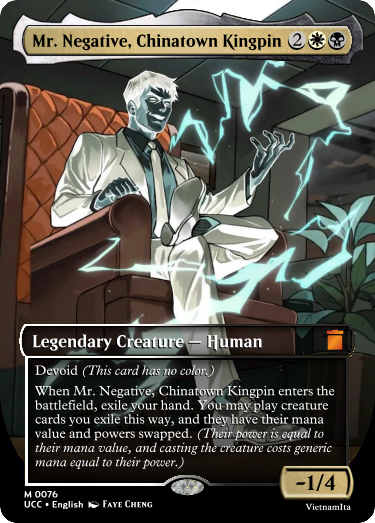 Mr. Negative, Chinatown Kingpin 2
Legendary Creature — Human
Devoid (This card has no color.)
When Mr. Negative, Chinatown Kingpin enters the
battlefield, exile your hand. You may play creature
cards you exile this way, and they have their mana
value and powers swapped. (Their power is equal to
their mana value, and casting the creature costs generic
mana equal to their power.)
-1/4
M 0076
UCC • English Faye Cheng
VietnamIta